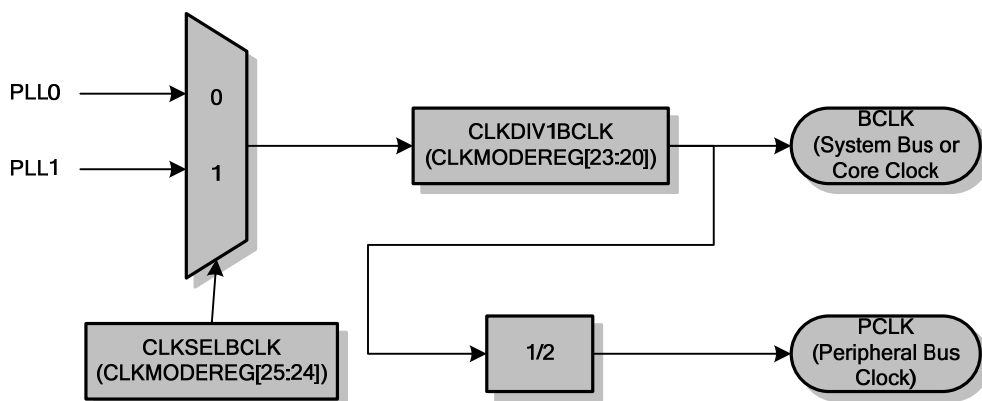 PLL0
PLL1
0
1
CLKSELBCLK
(CLKMODEREG[25:24])
CLKDIV1BCLK
(CLKMODEREG[23:20])
BCLK
(System Bus or
Core Clock
1/2
PCLK
(Peripheral Bus
Clock)